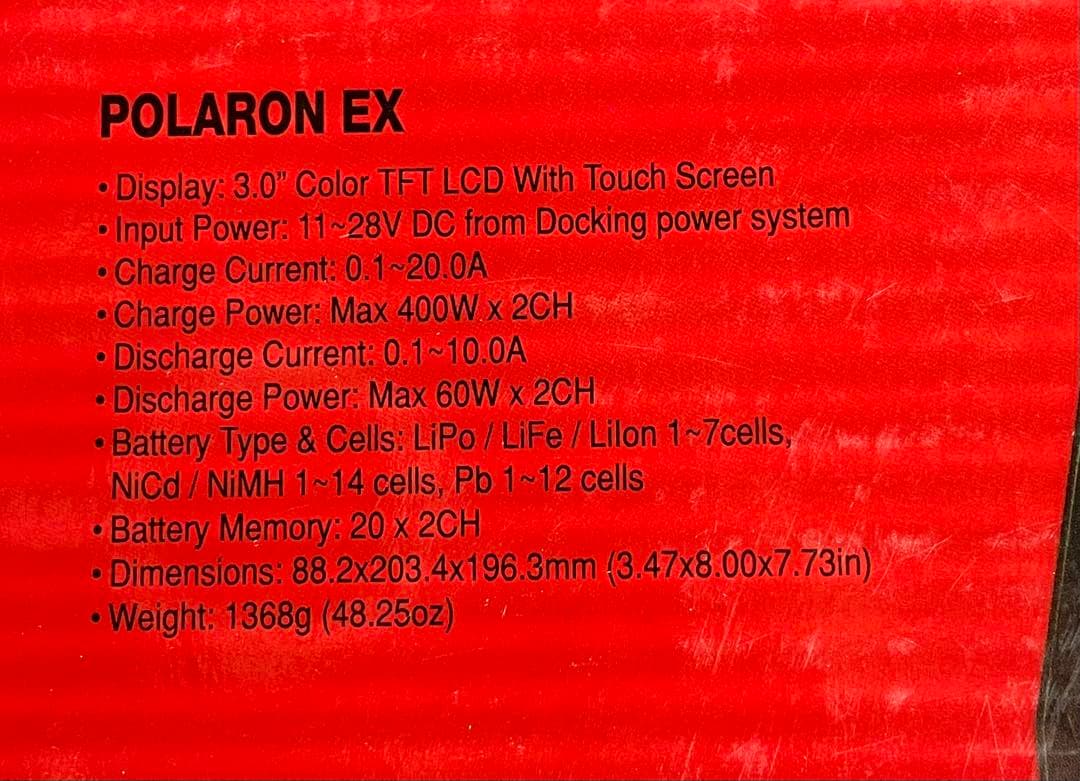 POLARON EX
• Display: 3.0” Color TFT LCD With Touch Screen
• Input Power: 11~28V DC from Docking power system
• Charge Current: 0.1~20.0A
• Charge Power: Max 400W x 2CH
• Discharge Current: 0.1~10.0A
• Discharge Power: Max 60W x 2CH
• Battery Type & Cells: LiPo / LiFe / LiIon 1~7cells,
NiCd / NiMH 1~14 cells, Pb 1~12 cells
• Battery Memory: 20 x 2CH
• Dimensions: 88.2x203.4x196.3mm (3.47x8.00x7.73in)
• Weight: 1368g (48.25oz)